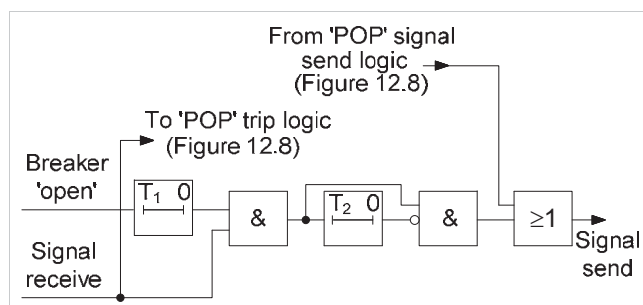 From 'POP' signal
send logic
(Figure 12.8)
To 'POP' trip logic
(Figure 12.8)
Breaker
'open'
T1 0
&
T2 0
&
≥1
Signal
send
Signal
receive